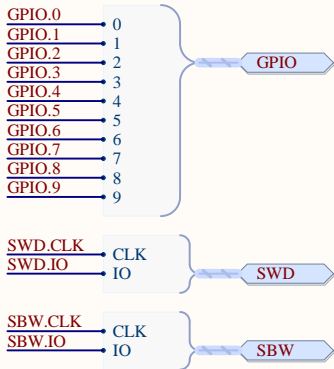 GPIO.0 0
GPIO.1 1
GPIO.2 2
GPIO.3 3
GPIO.4 4
GPIO.5 5
GPIO.6 6
GPIO.7 7
GPIO.8 8
GPIO.9 9
GPIO
SWD.CLK CLK
SWD.IO IO
SWD
SBW.CLK CLK
SBW.IO IO
SBW